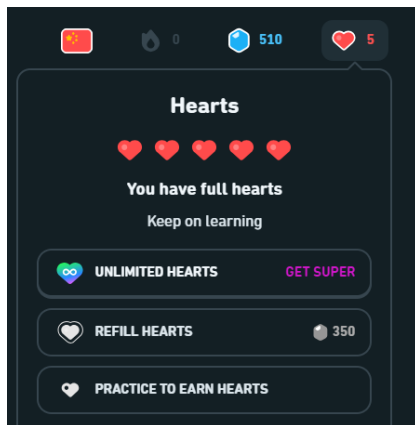 0 510 5
Hearts
You have full hearts
Keep on learning
UNLIMITED HEARTS GET SUPER
REFILL HEARTS 350
PRACTICE TO EARN HEARTS